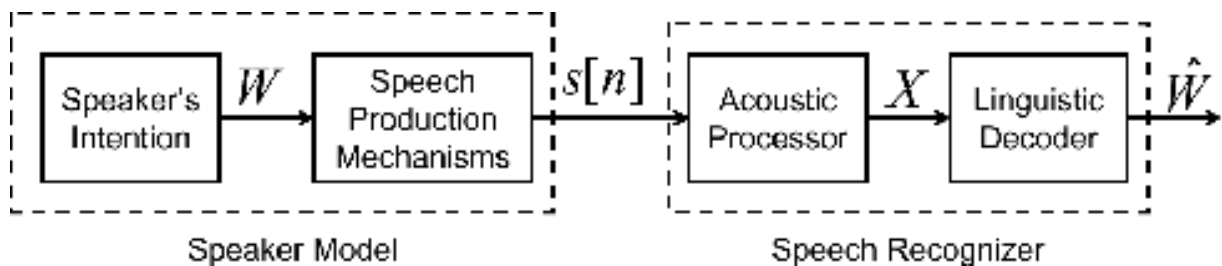 Speaker's
Intention
W
Speech
Production
Mechanisms
s[n]
Acoustic
Processor
X
Linguistic
Decoder
Ŵ
Speaker Model
Speech Recognizer